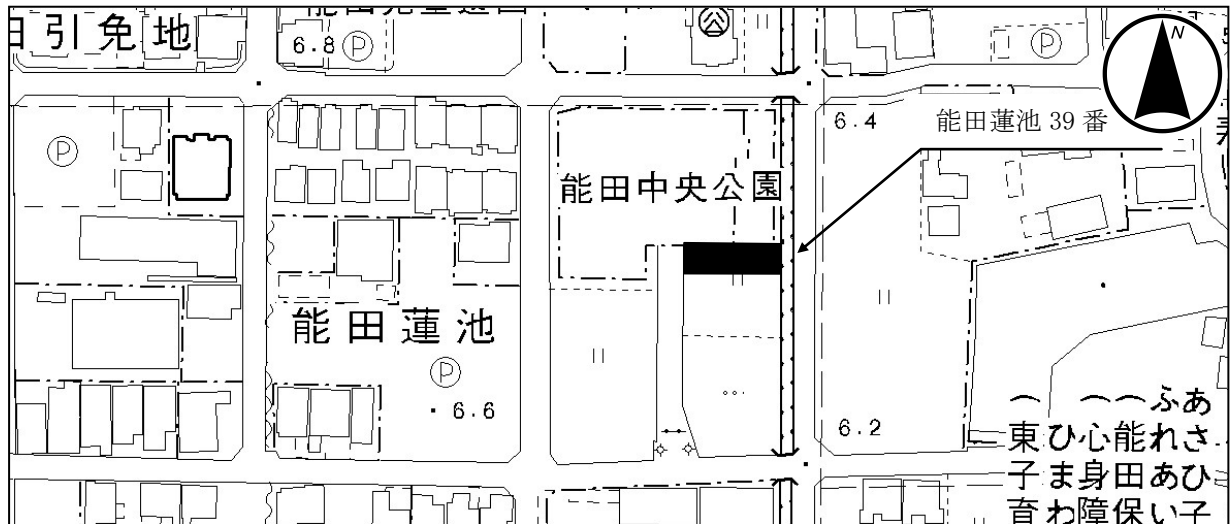 日引免地
6.8
P
N
P
6.4
能田蓮池 39 番
P
能田中央公園
能田蓮池
P
6.6
6.2
あさひ子
ふれあい
(能田保
(心身障
(ひまわ
東子育